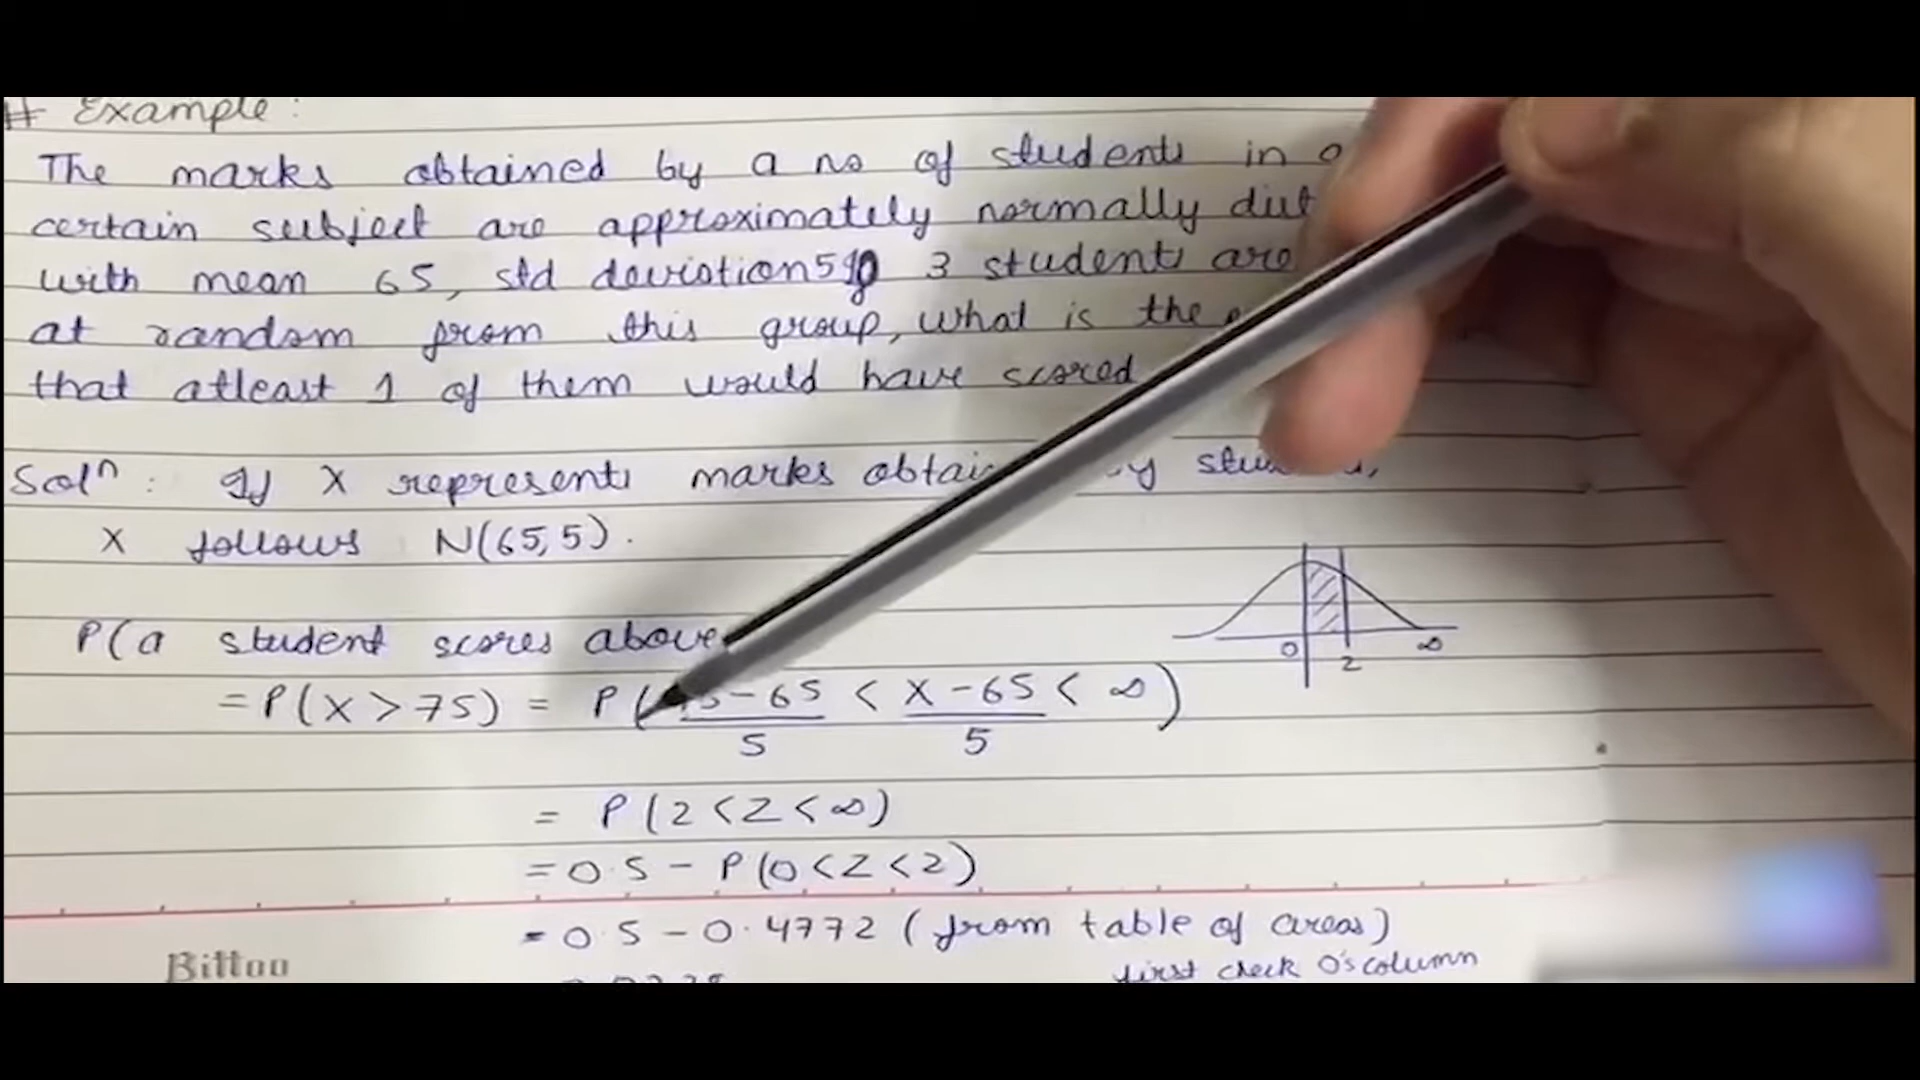 # Example:
The marks obtained by a no of students in a
certain subject are approximately normally dist
with mean 65, std deviation 5 If 3 students are
at random from this group, what is the
that atleast 1 of them would have scored
Solⁿ: If X represents marks obtai by stu
X follows N(65,5).
P(a student scores above
= P(X > 75) = P( -65 < X-65 < ∞)
5 5
0 2 ∞
= P(2<Z<∞)
= 0.5 - P(0<Z<2)
= 0.5 - 0.4772 (from table of areas)
first check 0's column
Bittoo